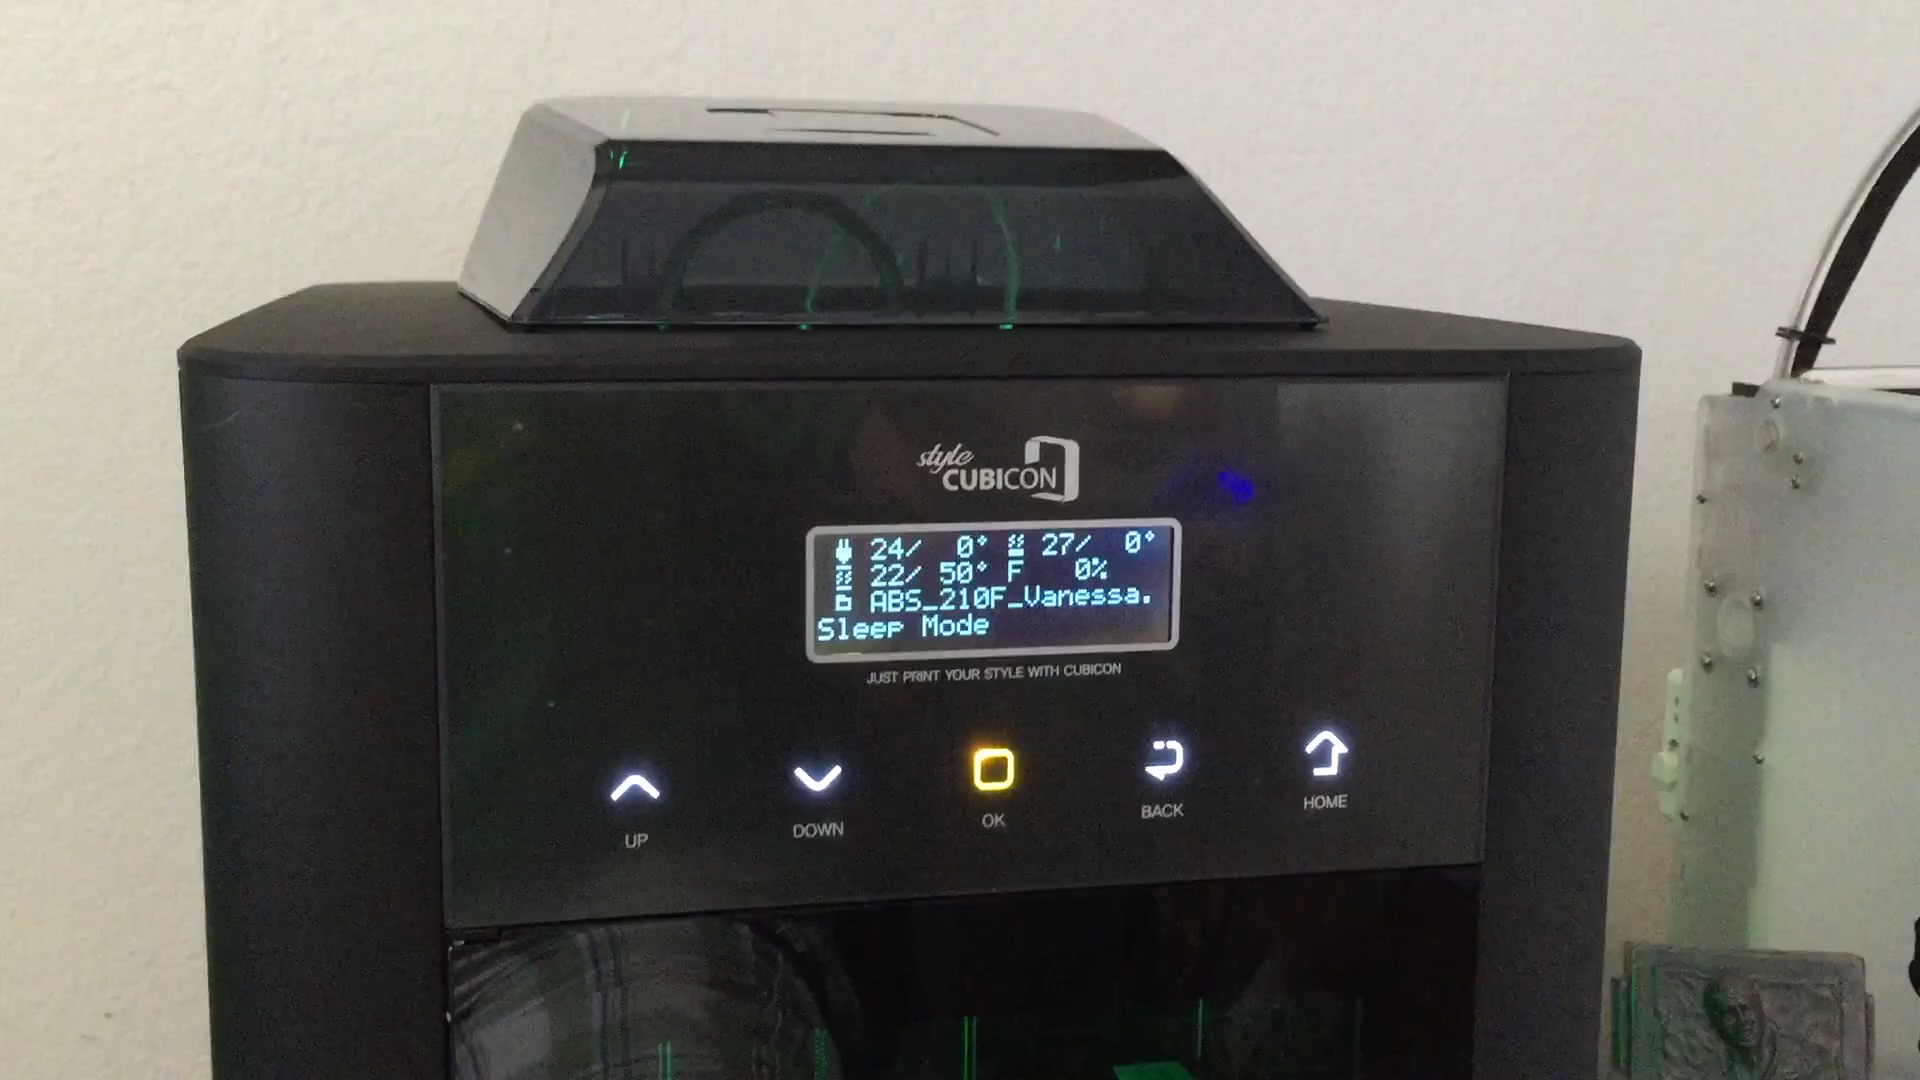 style
CUBICON
24/ 0° 27/ 0°
22/ 50° F 0%
ABS_210F_Vanessa.
Sleep Mode
JUST PRINT YOUR STYLE WITH CUBICON
UP DOWN OK BACK HOME